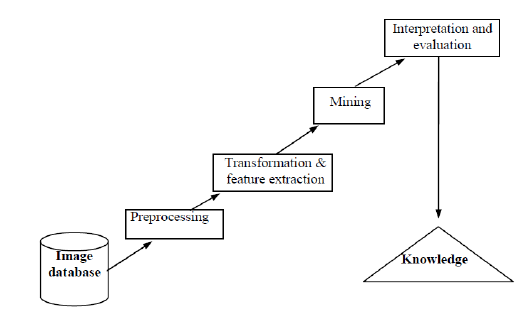 Interpretation and
evaluation
Mining
Transformation &
feature extraction
Preprocessing
Image
database
Knowledge